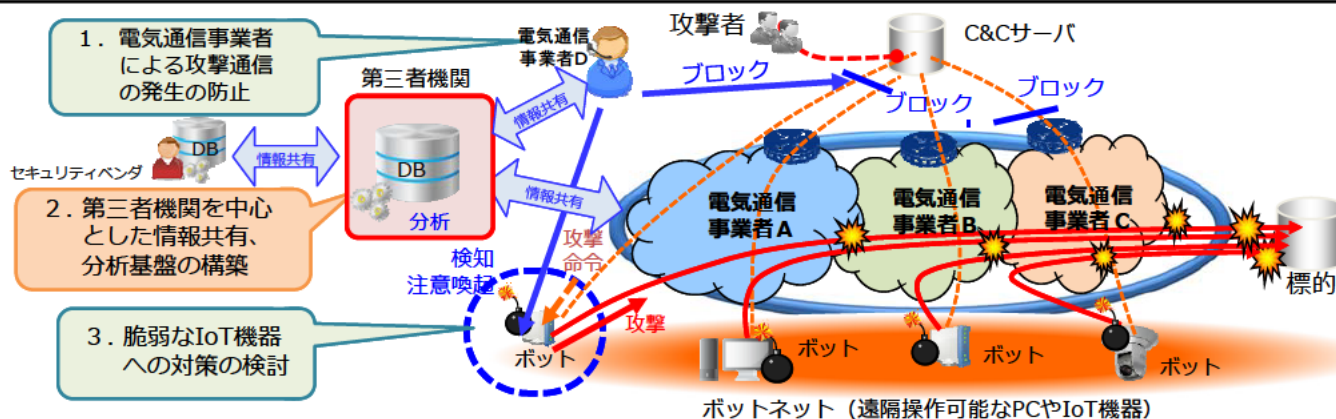 1．電気通信事業者
による攻撃通信
の発生の防止
電気通信
事業者D
攻撃者
C&Cサーバ
ブロック
ブロック
ブロック
第三者機関
情報共有
DB
DB
情報共有
セキュリティベンダ
分析
情報共有
2．第三者機関を中心
とした情報共有、
分析基盤の構築
電気通信
事業者A
電気通信
事業者B
電気通信
事業者C
検知
注意喚起
攻撃
命令
標的
3．脆弱なIoT機器
への対策の検討
攻撃
ボット
ボット
ボット
ボット
ボットネット（遠隔操作可能なPCやIoT機器）